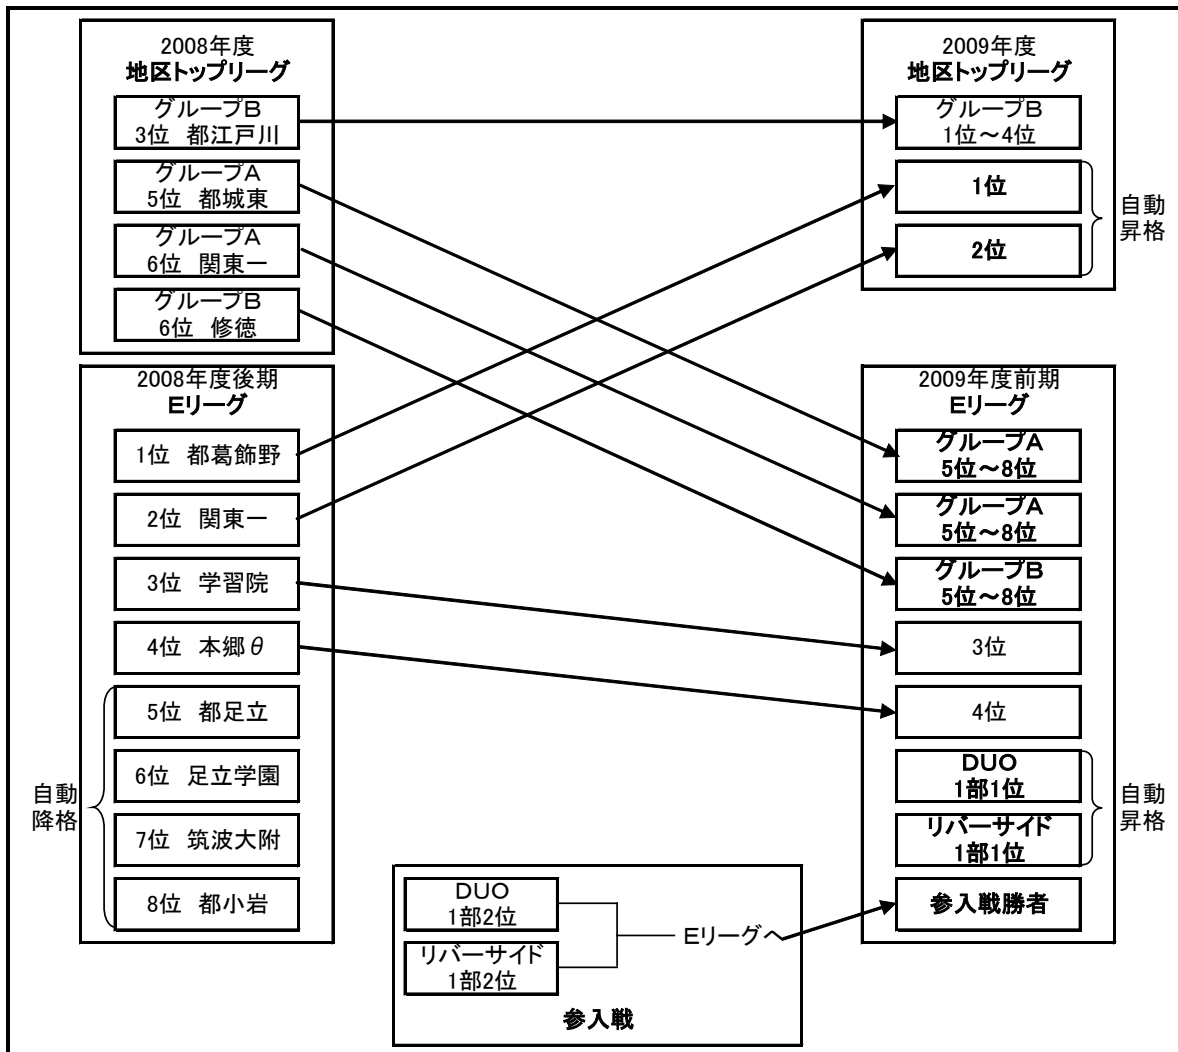 2008年度
地区トップリーグ
グループB
3位 都江戸川
グループA
5位 都城東
グループA
6位 関東一
グループB
6位 修徳
2008年度後期
Eリーグ
1位 都葛飾野
2位 関東一
3位 学習院
4位 本郷θ
5位 都足立
6位 足立学園
7位 筑波大附
8位 都小岩
自動
降格
DUO
1部2位
リバーサイド
1部2位
Eリーグへ
参入戦
2009年度
地区トップリーグ
グループB
1位～4位
1位
2位
自動
昇格
2009年度前期
Eリーグ
グループA
5位～8位
グループA
5位～8位
グループB
5位～8位
3位
4位
DUO
1部1位
リバーサイド
1部1位
自動
昇格
参入戦勝者